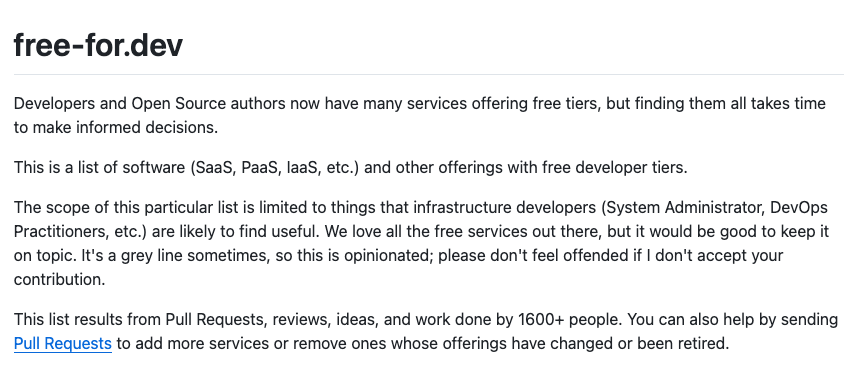 free-for.dev
Developers and Open Source authors now have many services offering free tiers, but finding them all takes time
to make informed decisions.
This is a list of software (SaaS, PaaS, IaaS, etc.) and other offerings with free developer tiers.
The scope of this particular list is limited to things that infrastructure developers (System Administrator, DevOps
Practitioners, etc.) are likely to find useful. We love all the free services out there, but it would be good to keep it
on topic. It's a grey line sometimes, so this is opinionated; please don't feel offended if I don't accept your
contribution.
This list results from Pull Requests, reviews, ideas, and work done by 1600+ people. You can also help by sending
Pull Requests to add more services or remove ones whose offerings have changed or been retired.